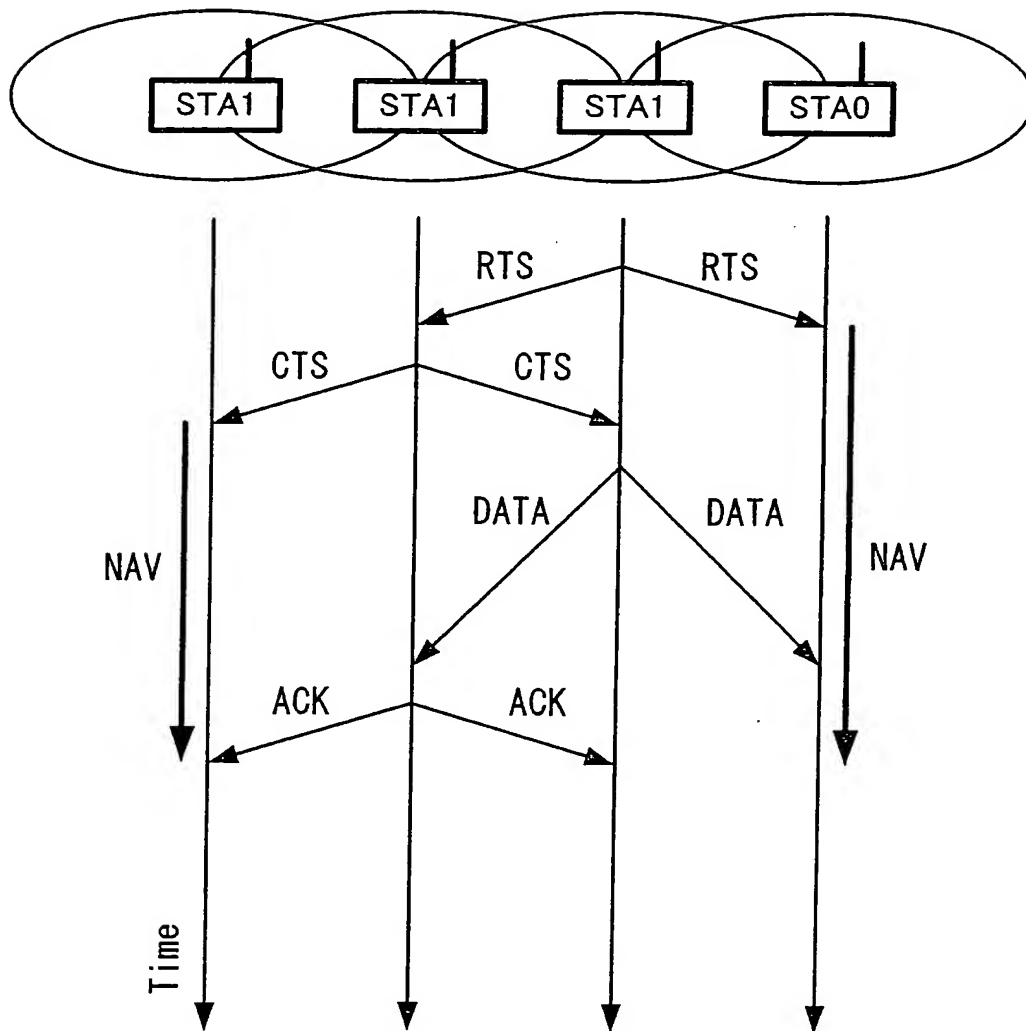 STA1 STA1 STA1 STA0
RTS RTS
CTS CTS
DATA DATA
NAV NAV
ACK ACK
Time